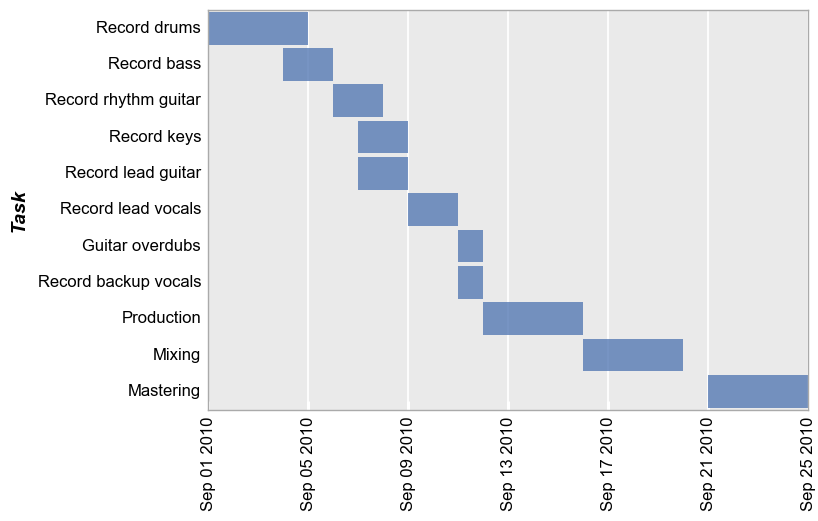 Task
Record drums
Record bass
Record rhythm guitar
Record keys
Record lead guitar
Record lead vocals
Guitar overdubs
Record backup vocals
Production
Mixing
Mastering
Sep 01 2010
Sep 05 2010
Sep 09 2010
Sep 13 2010
Sep 17 2010
Sep 21 2010
Sep 25 2010